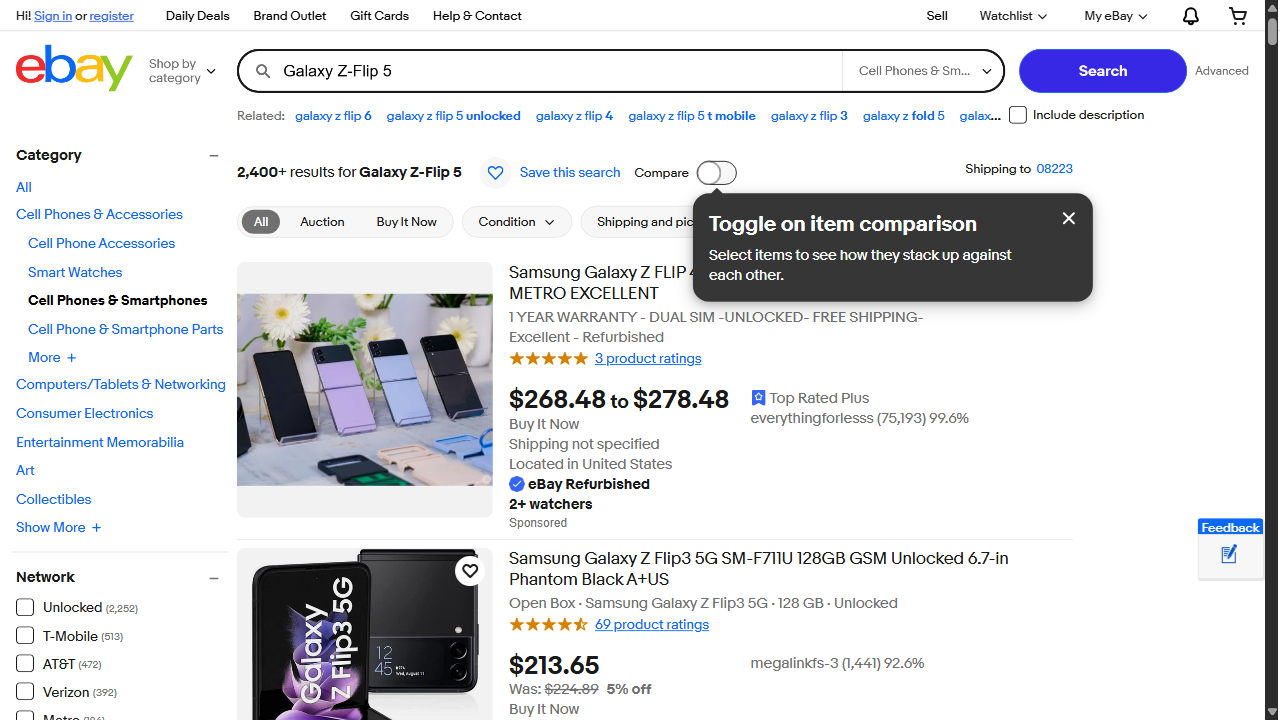 Hi! Sign in or register
Daily Deals
Brand Outlet
Gift Cards
Help & Contact
Sell
Watchlist
My eBay
ebay
Shop by category
Galaxy Z-Flip 5
Cell Phones & Sm...
Search
Advanced
Related: galaxy z flip 6 galaxy z flip 5 unlocked galaxy z flip 4 galaxy z flip 5 t mobile galaxy z flip 3 galaxy z fold 5 galax...
Include description
Category
All
Cell Phones & Accessories
Cell Phone Accessories
Smart Watches
Cell Phones & Smartphones
Cell Phone & Smartphone Parts
More
Computers/Tablets & Networking
Consumer Electronics
Entertainment Memorabilia
Art
Collectibles
Show More
Network
Unlocked (2,252)
T-Mobile (513)
AT&T (472)
Verizon (392)
2,400+ results for Galaxy Z-Flip 5
Save this search
Compare
Shipping to 08223
All
Auction
Buy It Now
Condition
Shipping and pic
Toggle on item comparison
Select items to see how they stack up against
each other.
Samsung Galaxy Z FLIP
METRO EXCELLENT
1 YEAR WARRANTY - DUAL SIM -UNLOCKED- FREE SHIPPING-
Excellent - Refurbished
3 product ratings
$268.48 to $278.48
Buy It Now
Shipping not specified
Located in United States
eBay Refurbished
2+ watchers
Sponsored
Top Rated Plus
everythingforlesss (75,193) 99.6%
Galaxy
Z Flip3 5G
12
45
Wed, August 11
Samsung Galaxy Z Flip3 5G SM-F711U 128GB GSM Unlocked 6.7-in
Phantom Black A+US
Open Box · Samsung Galaxy Z Flip3 5G · 128 GB · Unlocked
69 product ratings
$213.65
Was: $224.89 5% off
Buy It Now
megalinkfs-3 (1,441) 92.6%
Feedback